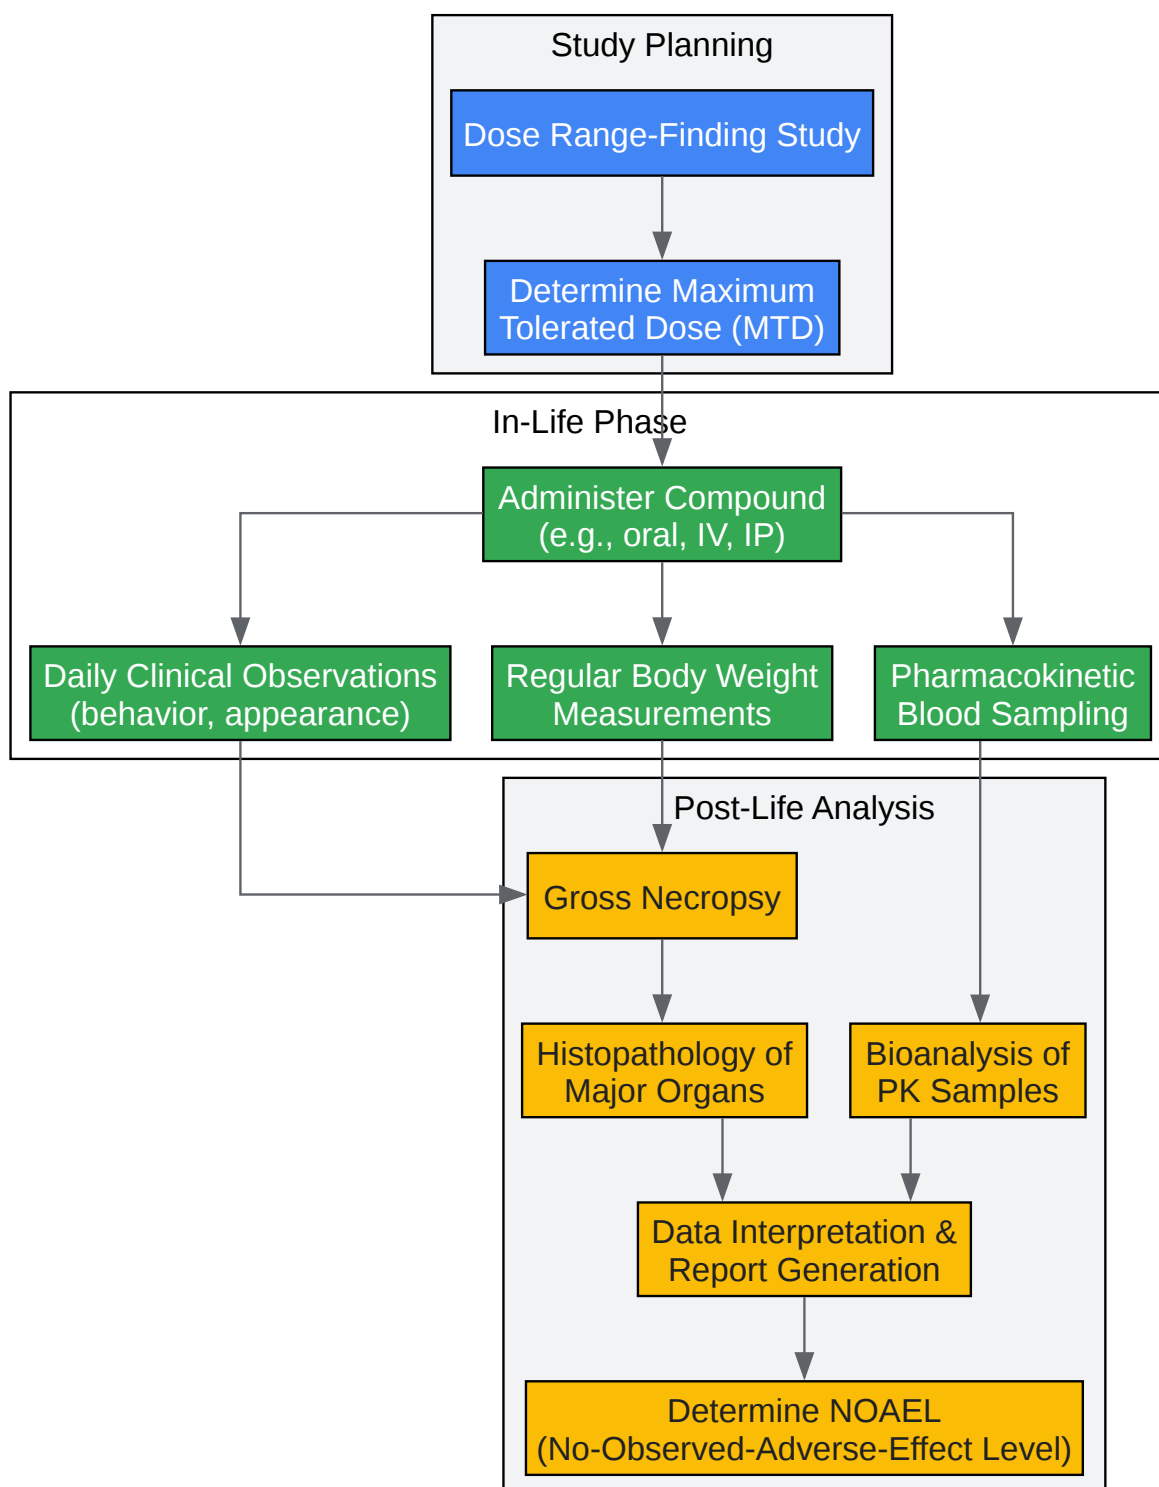 Study Planning
Dose Range-Finding Study
Determine Maximum
Tolerated Dose (MTD)
In-Life Phase
Administer Compound
(e.g., oral, IV, IP)
Daily Clinical Observations
(behavior, appearance)
Regular Body Weight
Measurements
Pharmacokinetic
Blood Sampling
Post-Life Analysis
Gross Necropsy
Histopathology of
Major Organs
Bioanalysis of
PK Samples
Data Interpretation &
Report Generation
Determine NOAEL
(No-Observed-Adverse-Effect Level)